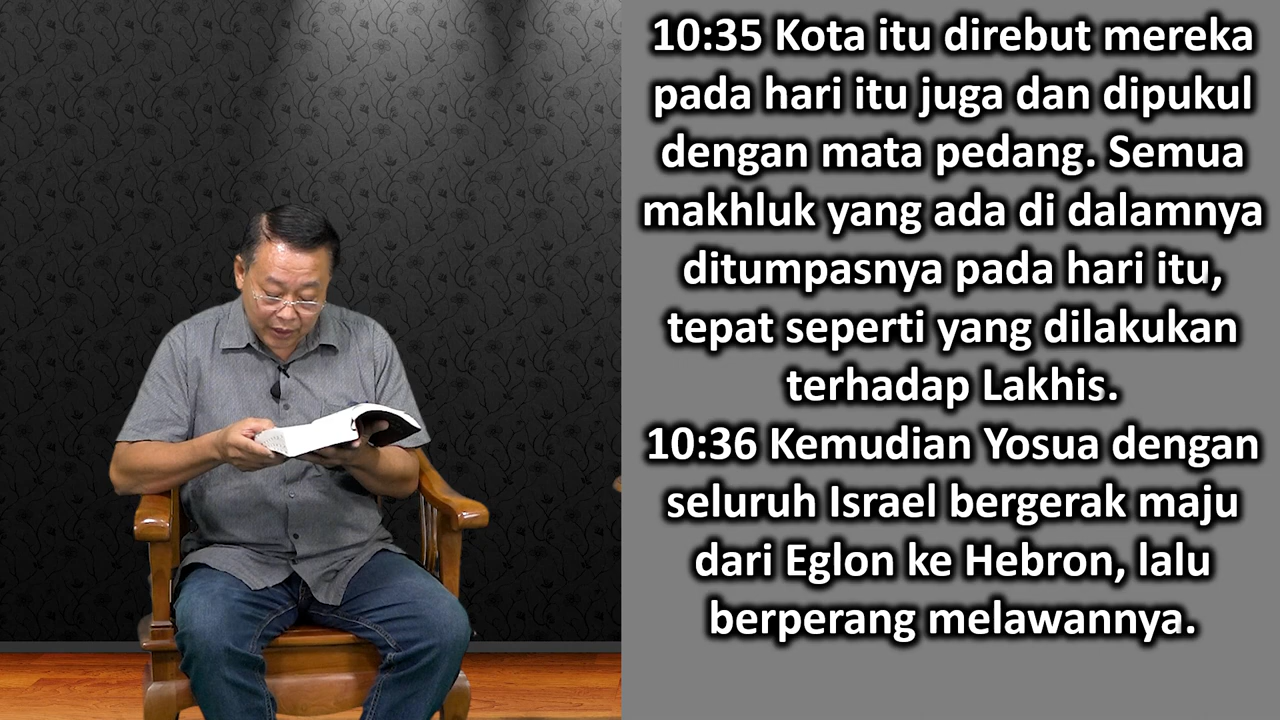 10:35 Kota itu direbut mereka
pada hari itu juga dan dipukul
dengan mata pedang. Semua
makhluk yang ada di dalamnya
ditumpasnya pada hari itu,
tepat seperti yang dilakukan
terhadap Lakhis.
10:36 Kemudian Yosua dengan
seluruh Israel bergerak maju
dari Eglon ke Hebron, lalu
berperang melawannya.